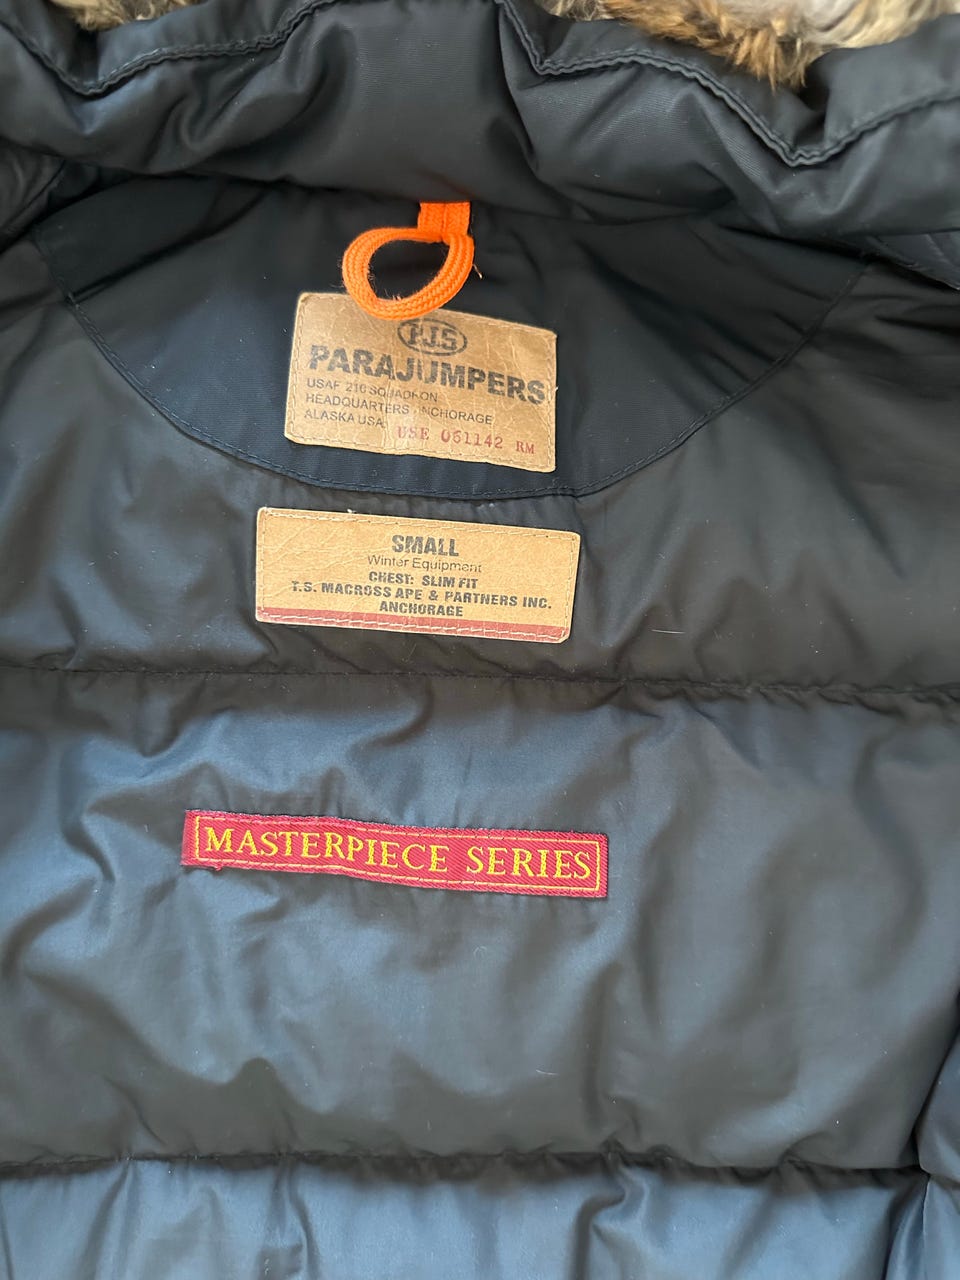 P.J.S
PARAJUMPERS
USAF 210 SQUADRON
HEADQUARTERS ANCHORAGE
ALASKA USA. USE 061142 RM
SMALL
Winter Equipment
CHEST: SLIM FIT
T.S. MACROSS APE & PARTNERS INC.
ANCHORAGE
MASTERPIECE SERIES